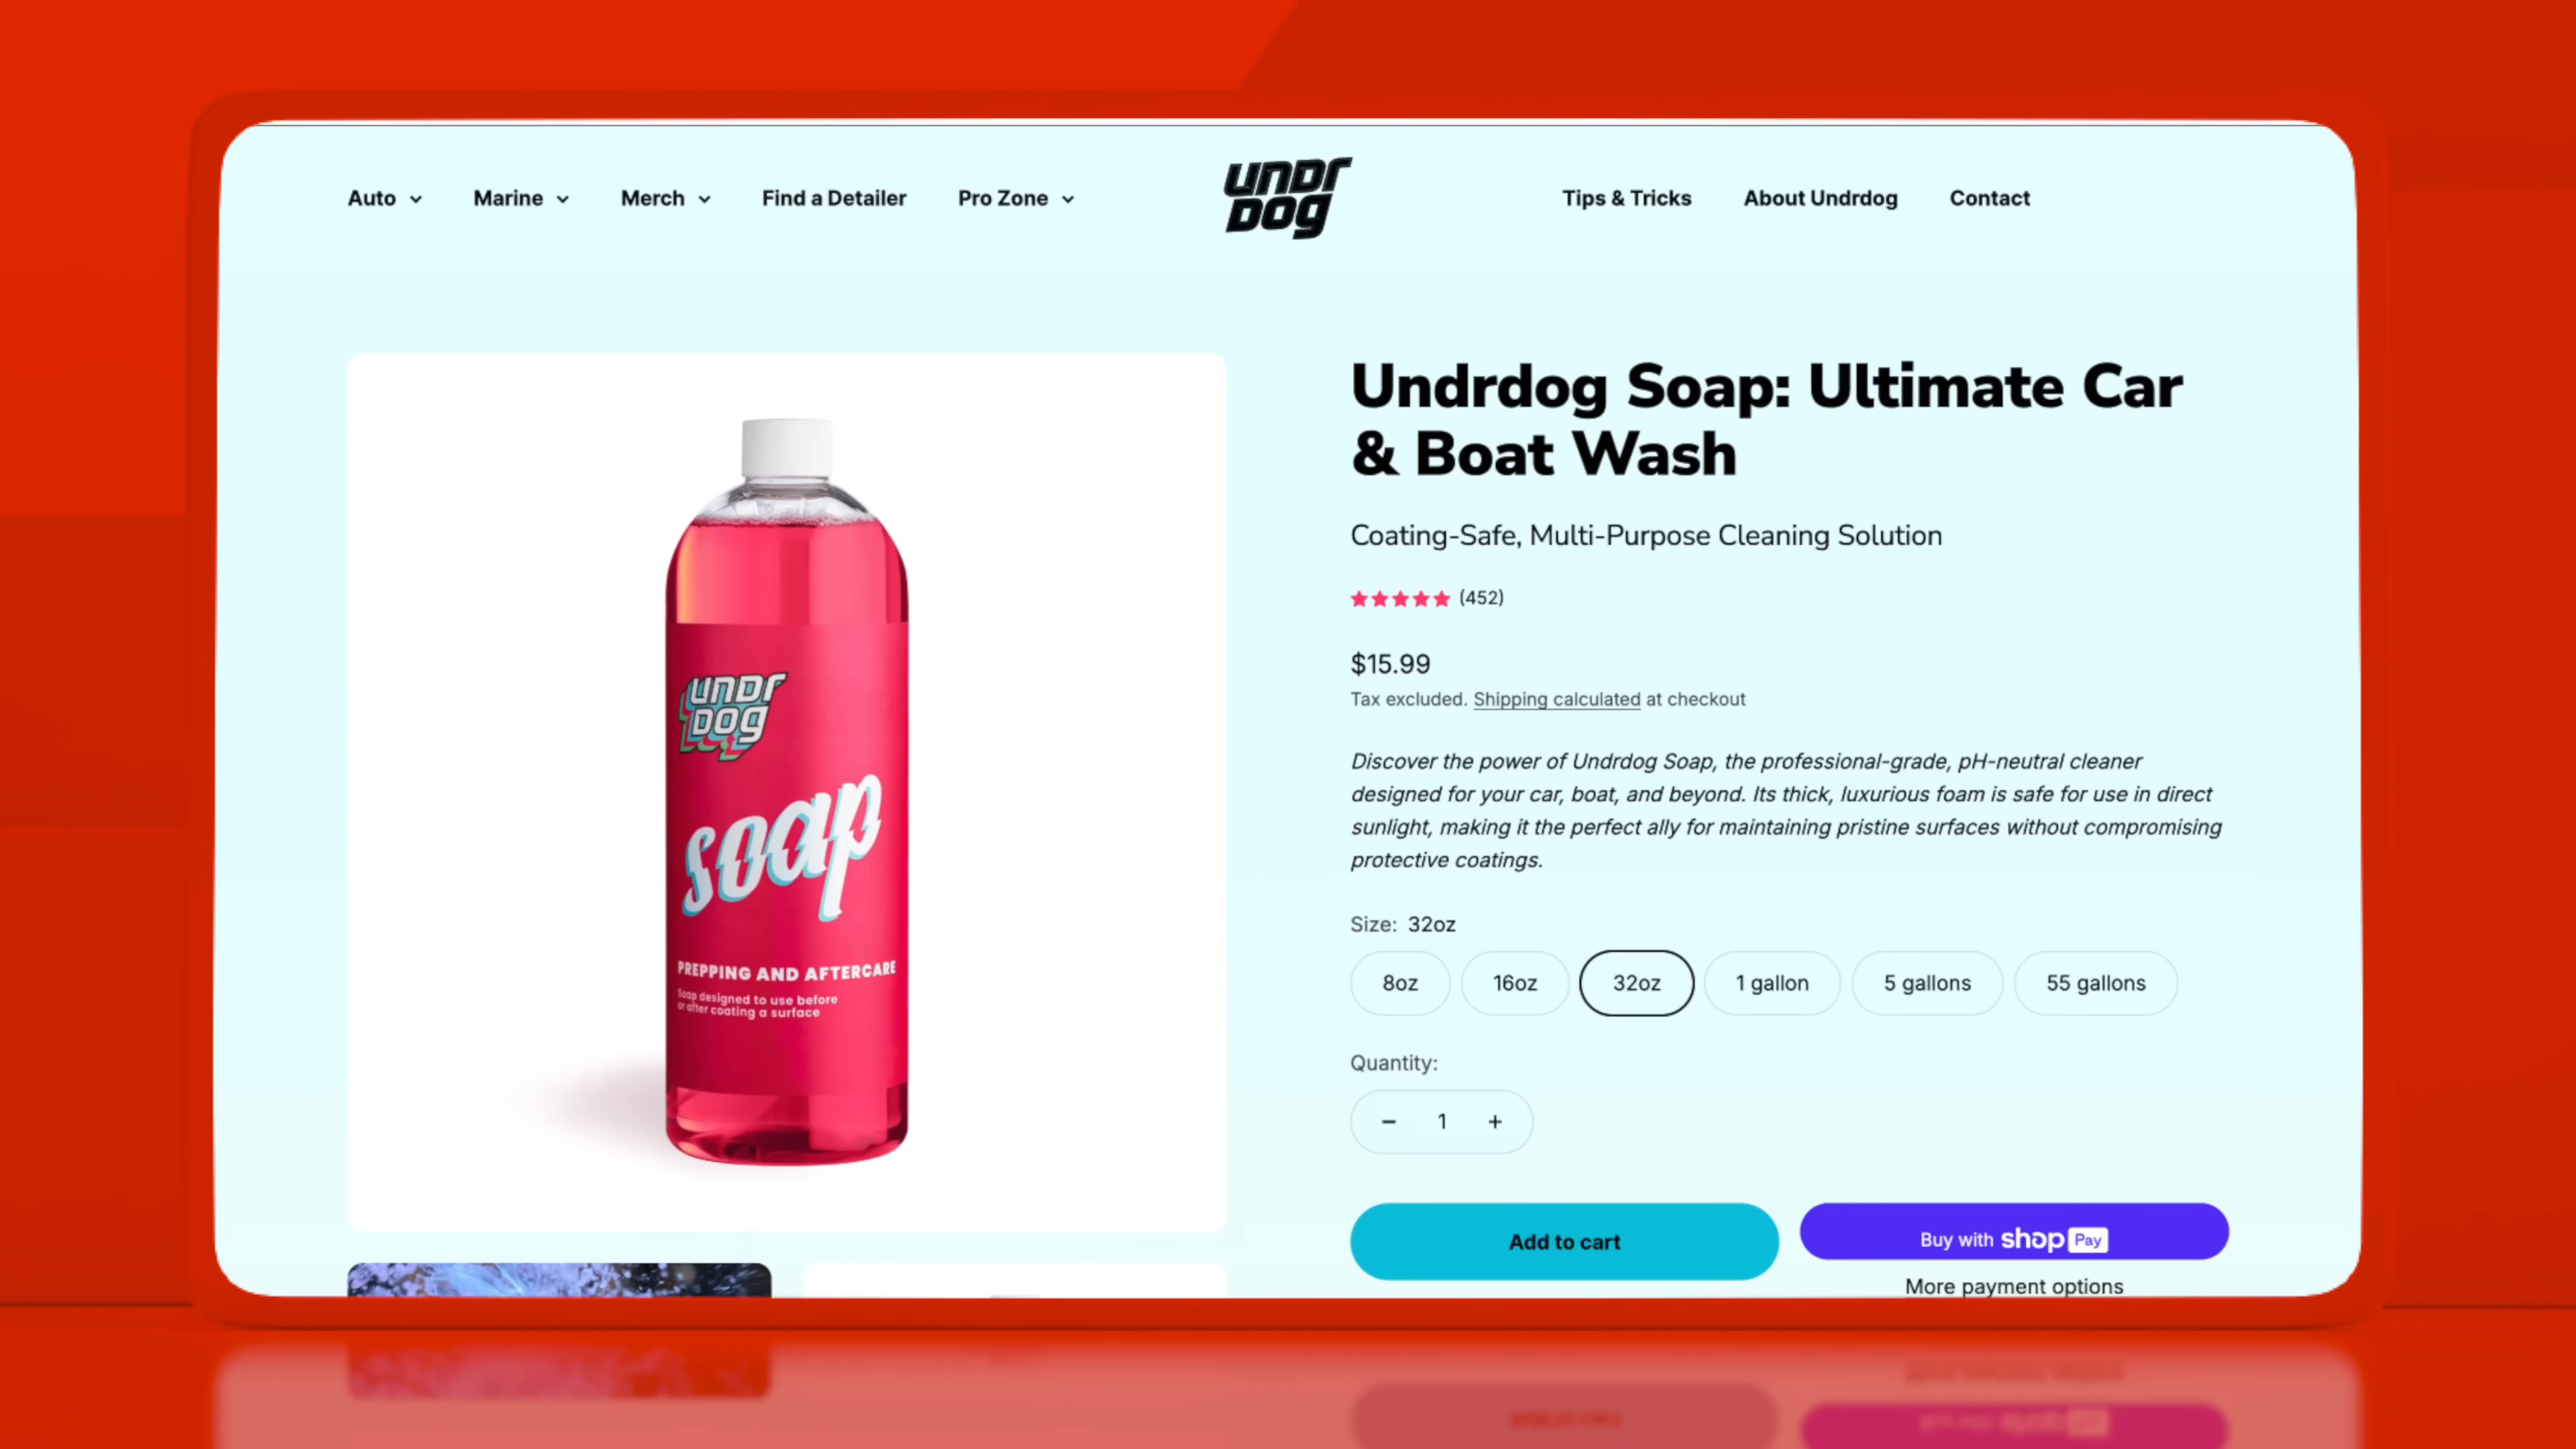 Auto
Marine
Merch
Find a Detailer
Pro Zone
UNDR
DOG
Tips & Tricks
About Undrdog
Contact
UNDR
DOG
soap
PREPPING AND AFTERCARE
Soap designed to use before
or after coating a surface
Undrdog Soap: Ultimate Car
& Boat Wash
Coating-Safe, Multi-Purpose Cleaning Solution
(452)
$15.99
Tax excluded. Shipping calculated at checkout
Discover the power of Undrdog Soap, the professional-grade, pH-neutral cleaner
designed for your car, boat, and beyond. Its thick, luxurious foam is safe for use in direct
sunlight, making it the perfect ally for maintaining pristine surfaces without compromising
protective coatings.
Size: 32oz
8oz
16oz
32oz
1 gallon
5 gallons
55 gallons
Quantity:
− 1 +
Add to cart
Buy with shop Pay
More payment options